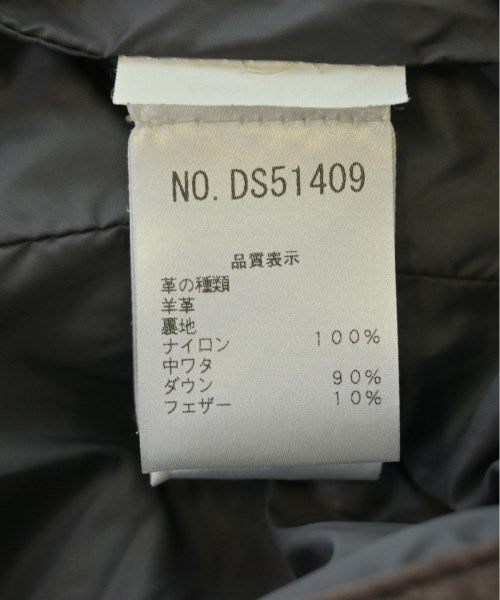 NO. DS51409
品質表示
革の種類
羊革
裏地
ナイロン 100%
中ワタ
ダウン 90%
フェザー 10%